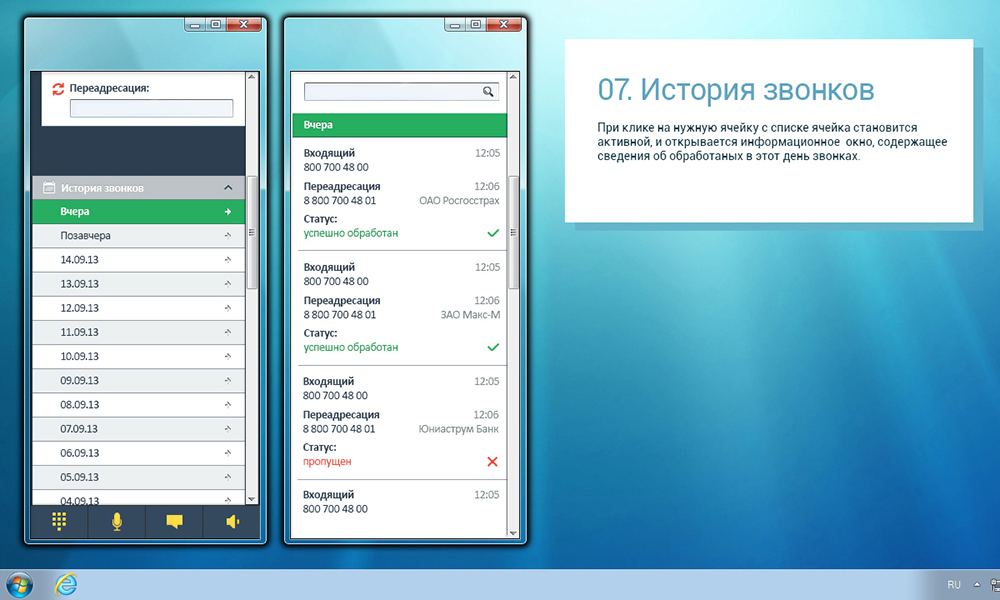 Переадресация:
История звонков
Вчера
Позавчера
14.09.13
13.09.13
12.09.13
11.09.13
10.09.13
09.09.13
08.09.13
07.09.13
06.09.13
05.09.13
04.09.13
Вчера
Входящий 12:05
800 700 48 00
Переадресация 12:06
8 800 700 48 01 ОАО Росгосстрах
Статус:
успешно обработан
Входящий 12:05
800 700 48 00
Переадресация 12:06
8 800 700 48 01 ЗАО Макс-М
Статус:
успешно обработан
Входящий 12:05
800 700 48 00
Переадресация 12:06
8 800 700 48 01 Юниаструм Банк
Статус:
пропущен
Входящий 12:05
800 700 48 00
07. История звонков
При клике на нужную ячейку с списке ячейка становится
активной, и открывается информационное окно, содержащее
сведения об обработаных в этот день звонках.
RU